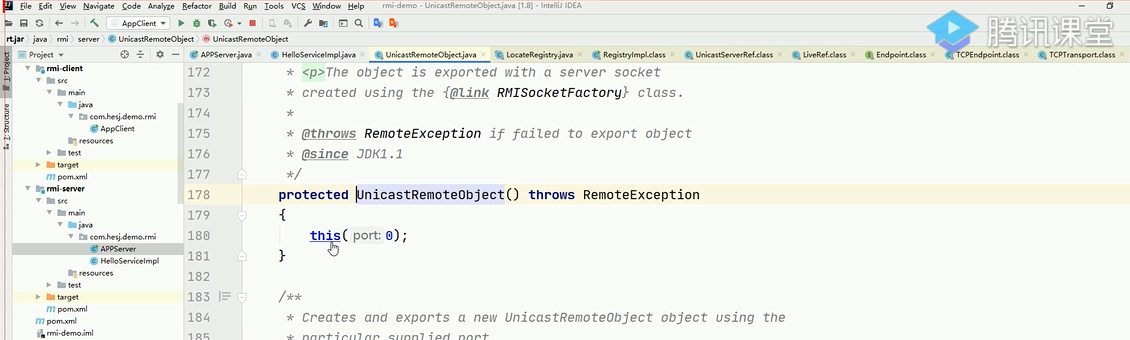 File Edit View Navigate Code Analyze Refactor Build Run Tools VCS Window Help rmi-demo - UnicastRemoteObject.java [1.8] - IntelliJ IDEA
AppClient
腾讯课堂
rt.jar java rmi server UnicastRemoteObject UnicastRemoteObject
Project
APPServer.java HelloServiceImpl.java UnicastRemoteObject.java LocateRegistry.java RegistryImpl.class UnicastServerRef.class LiveRef.class Endpoint.class TCPEndpoint.class TCPTransport.class
1: Project
7: Structure
rmi-client
src
main
java
com.hesj.demo.rmi
AppClient
resources
test
target
pom.xml
rmi-server
src
main
java
com.hesj.demo.rmi
APPServer
HelloServiceImpl
resources
test
target
pom.xml
pom.xml
rmi-demo.iml
172 * <p>The object is exported with a server socket
173 * created using the {@link RMISocketFactory} class.
174 *
175 * @throws RemoteException if failed to export object
176 * @since JDK1.1
177 */
178 protected UnicastRemoteObject() throws RemoteException
179 {
180 this( port: 0);
181 }
182
183 /**
184 * Creates and exports a new UnicastRemoteObject object using the
185 * particular supplied port